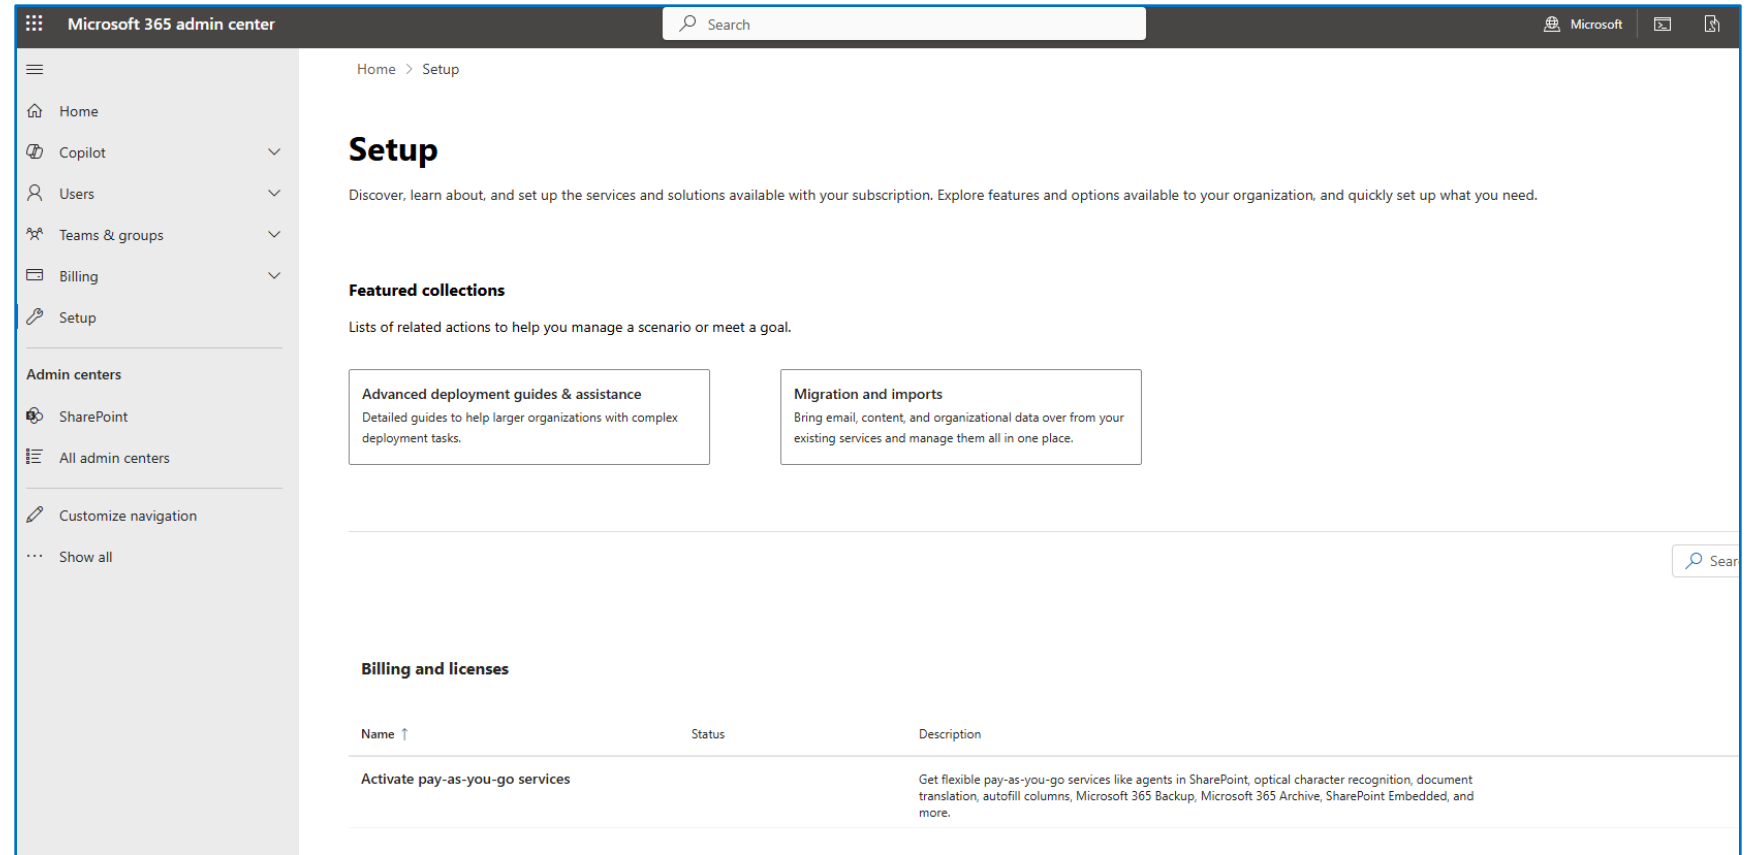 Microsoft 365 admin center
Search
Microsoft
Home
Copilot
Users
Teams & groups
Billing
Setup
Admin centers
SharePoint
All admin centers
Customize navigation
Show all
Home > Setup
Setup
Discover, learn about, and set up the services and solutions available with your subscription. Explore features and options available to your organization, and quickly set up what you need.
Featured collections
Lists of related actions to help you manage a scenario or meet a goal.
Advanced deployment guides & assistance
Detailed guides to help larger organizations with complex
deployment tasks.
Migration and imports
Bring email, content, and organizational data over from your
existing services and manage them all in one place.
Sear
Billing and licenses
Name ↑ Status Description
Activate pay-as-you-go services
Get flexible pay-as-you-go services like agents in SharePoint, optical character recognition, document
translation, autofill columns, Microsoft 365 Backup, Microsoft 365 Archive, SharePoint Embedded, and
more.